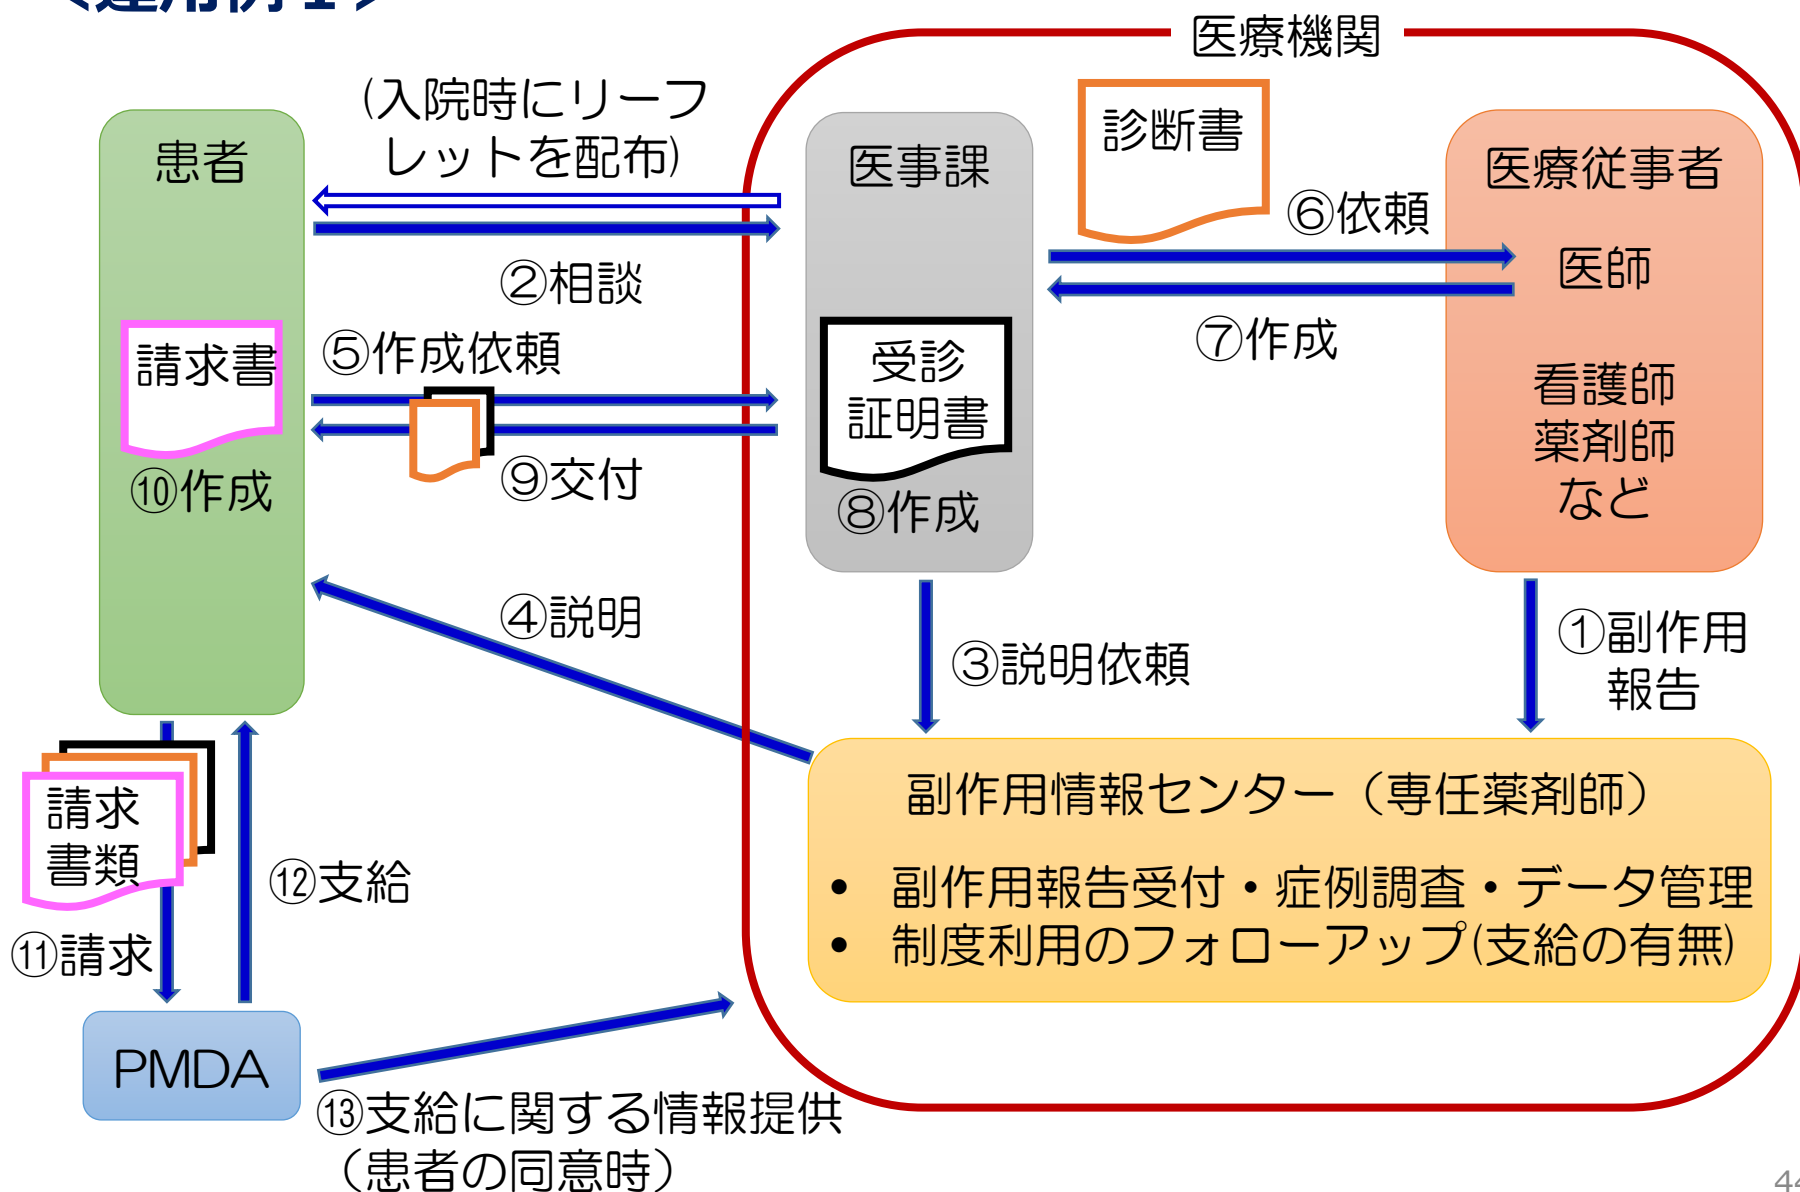 ＜運用例１＞
医療機関
(入院時にリーフ
レットを配布)
患者
医事課
診断書
医療従事者
⑥依頼
②相談
医師
⑦作成
請求書
⑤作成依頼
受診
証明書
看護師
薬剤師
など
⑨交付
⑩作成
⑧作成
④説明
③説明依頼
①副作用
報告
請求
書類
⑫支給
⑪請求
副作用情報センター（専任薬剤師）
• 副作用報告受付・症例調査・データ管理
• 制度利用のフォローアップ(支給の有無)
PMDA
⑬支給に関する情報提供
（患者の同意時）
44